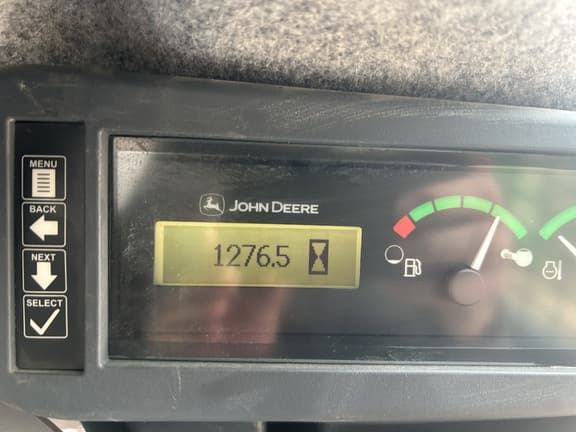 MENU
BACK
NEXT
SELECT
JOHN DEERE
1276.5